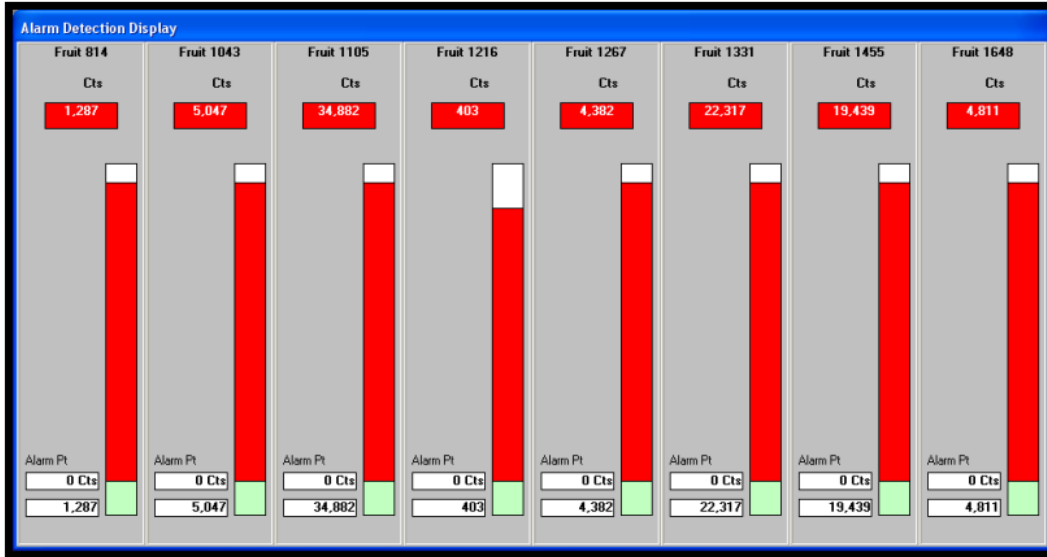 Alarm Detection Display
Fruit 814 Fruit 1043 Fruit 1105 Fruit 1216 Fruit 1267 Fruit 1331 Fruit 1455 Fruit 1648
Cts Cts Cts Cts Cts Cts Cts Cts
1,287 5,047 34,882 403 4,382 22,317 19,439 4,811
Alarm Pt Alarm Pt Alarm Pt Alarm Pt Alarm Pt Alarm Pt Alarm Pt Alarm Pt
0 Cts 0 Cts 0 Cts 0 Cts 0 Cts 0 Cts 0 Cts 0 Cts
1,287 5,047 34,882 403 4,382 22,317 19,439 4,811